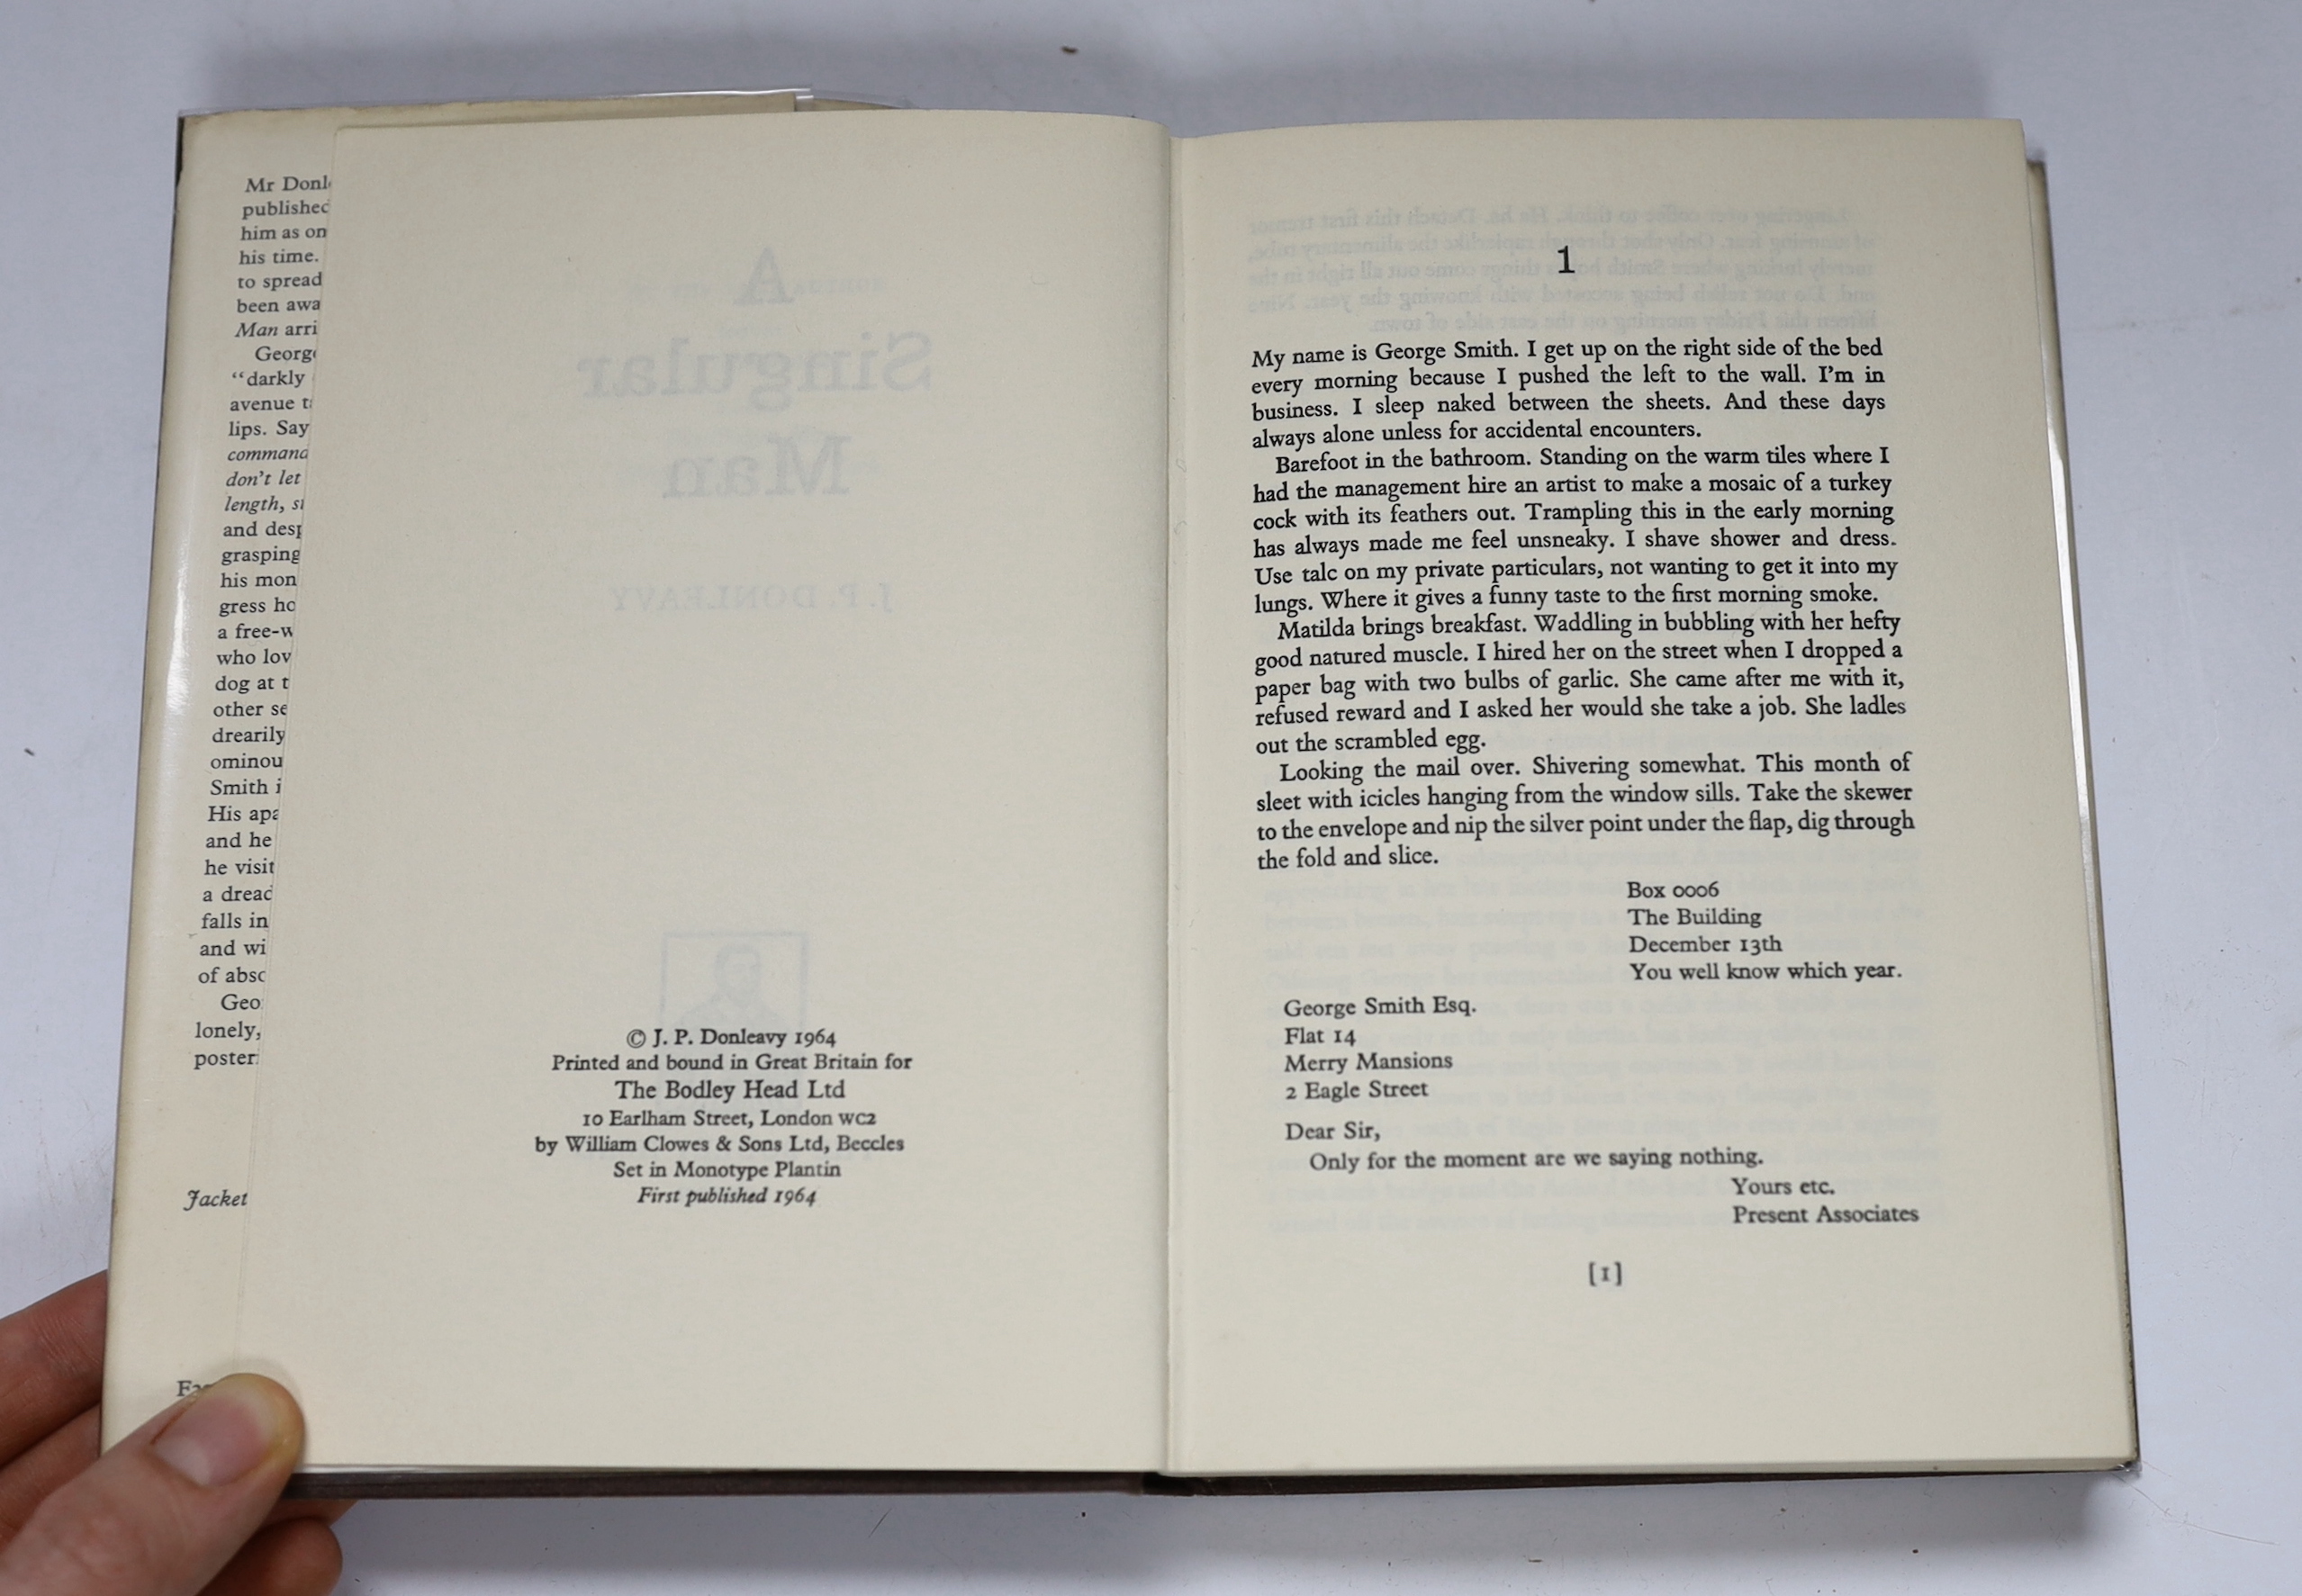 Mr Donl
published
him as on
his time.
to spread
been awa
Man arri
Georg
“darkly
avenue t
lips. Say
command
don’t let
length, s
and desp
grasping
his mon
gress ho
a free-w
who lov
dog at t
other se
drearily
ominou
Smith i
His apa
and he
he visit
a dread
falls in
and wi
of absc
Geo
lonely,
poster
Jacket
A
Singular
Man
J. P. DONLEAVY
© J. P. Donleavy 1964
Printed and bound in Great Britain for
The Bodley Head Ltd
10 Earlham Street, London WC2
by William Clowes & Sons Ltd, Beccles
Set in Monotype Plantin
First published 1964
1
My name is George Smith. I get up on the right side of the bed
every morning because I pushed the left to the wall. I’m in
business. I sleep naked between the sheets. And these days
always alone unless for accidental encounters.
Barefoot in the bathroom. Standing on the warm tiles where I
had the management hire an artist to make a mosaic of a turkey
cock with its feathers out. Trampling this in the early morning
has always made me feel unsneaky. I shave shower and dress.
Use talc on my private particulars, not wanting to get it into my
lungs. Where it gives a funny taste to the first morning smoke.
Matilda brings breakfast. Waddling in bubbling with her hefty
good natured muscle. I hired her on the street when I dropped a
paper bag with two bulbs of garlic. She came after me with it,
refused reward and I asked her would she take a job. She ladles
out the scrambled egg.
Looking the mail over. Shivering somewhat. This month of
sleet with icicles hanging from the window sills. Take the skewer
to the envelope and nip the silver point under the flap, dig through
the fold and slice.
Box 0006
The Building
December 13th
You well know which year.
George Smith Esq.
Flat 14
Merry Mansions
2 Eagle Street
Dear Sir,
Only for the moment are we saying nothing.
Yours etc.
Present Associates
[1]